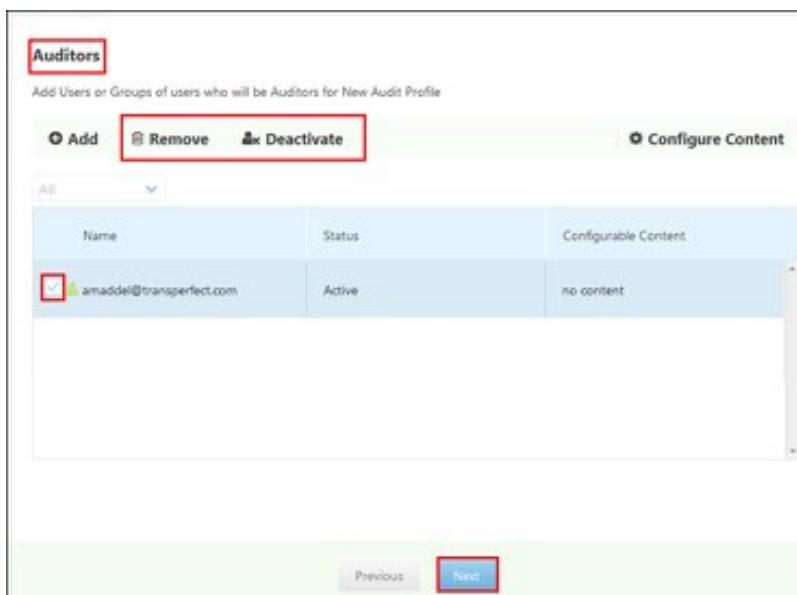 Auditors
Add Users or Groups of users who will be Auditors for New Audit Profile
Add Remove Deactivate Configure Content
All
Name Status Configurable Content
amaddel@transperfect.com Active no content
Previous Next